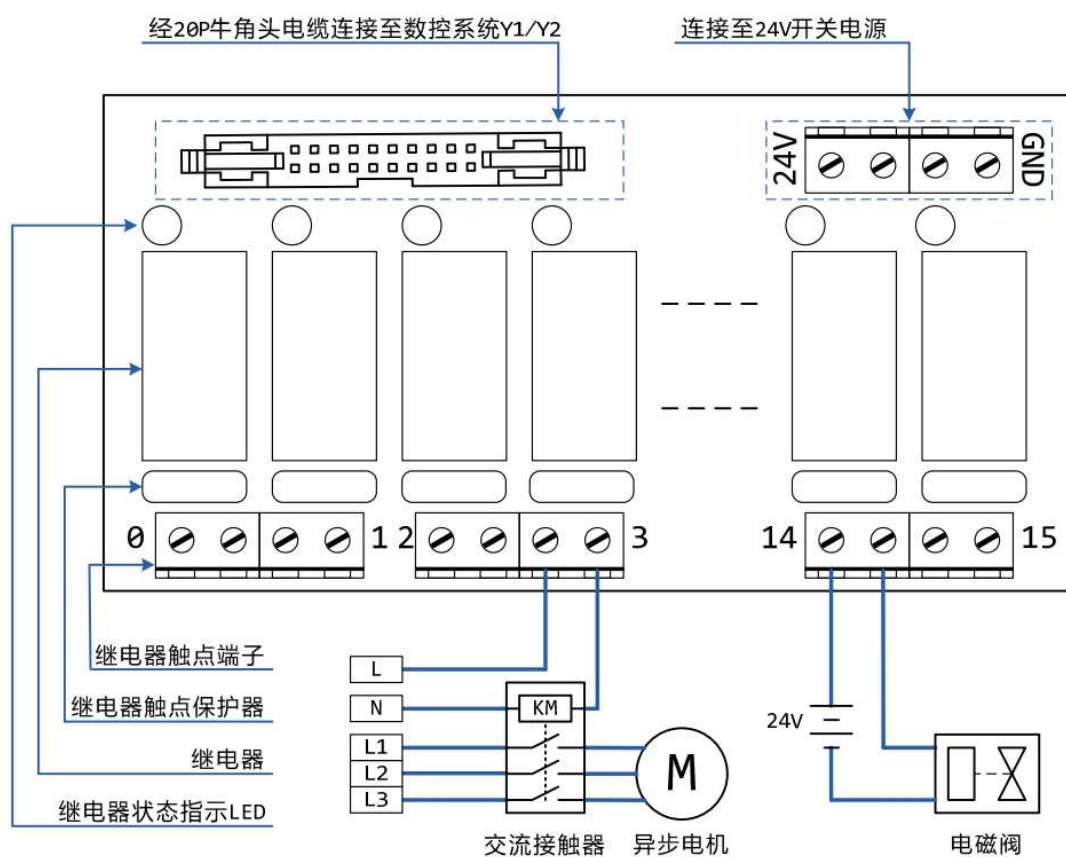 经20P牛角头电缆连接至数控系统Y1/Y2
连接至24V开关电源
24V
GND
0
1
2
3
14
15
继电器触点端子
继电器触点保护器
继电器
继电器状态指示LED
L
N
KM
L1
L2
L3
M
24V
交流接触器
异步电机
电磁阀